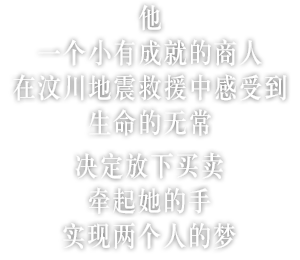 他
一个小有成就的商人
在汶川地震救援中感受到
生命的无常
决定放下买卖
牵起她的手
实现两个人的梦